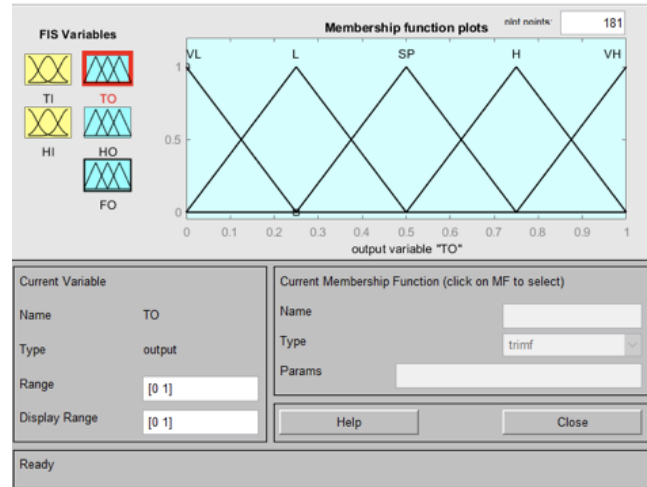 FIS Variables
Membership function plots
plot points:
181
TI
TO
HI
HO
FO
VL
L
SP
H
VH
1
0.5
0
0
0.1
0.2
0.3
0.4
0.5
0.6
0.7
0.8
0.9
1
output variable "TO"
Current Variable
Name
TO
Type
output
Range
[0 1]
Display Range
[0 1]
Current Membership Function (click on MF to select)
Name
Type
trimf
Params
Help
Close
Ready